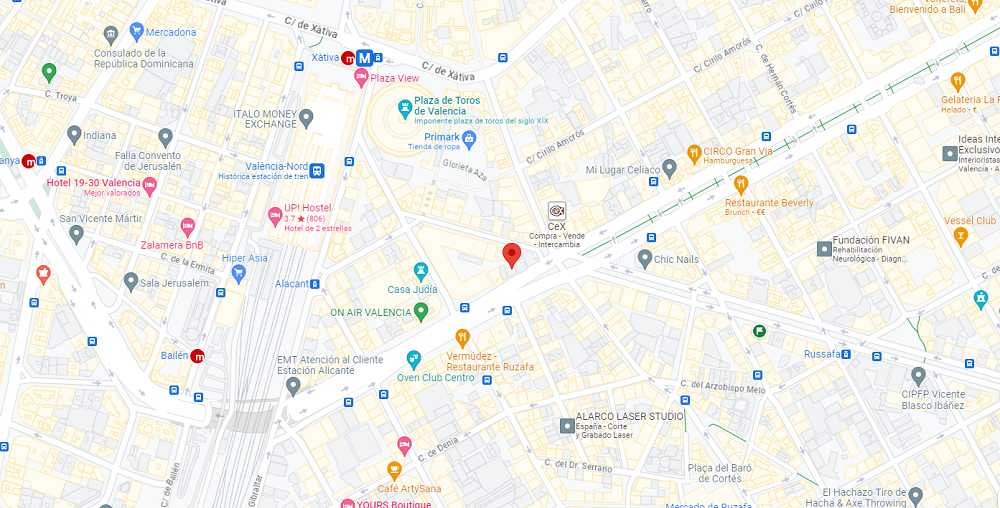 C/ de Xàtiva
Voltereta
Bienvenido a Bali
Mercadona
Consulado de la
República Dominicana
Xàtiva
m
M
C/ de Xàtiva
Plaza View
C/ Cirilo Amorós
C/ de Hernán Cortés
C. Troya
Plaza de Toros
de Valencia
Imponente plaza de toros del siglo XIX
Gelateria La R
Helado • €
ITALO MONEY
EXCHANGE
Indiana
Falla Convento
de Jerusalén
Primark
Tienda de ropa
C/ Cirilo Amorós
CIRCO Gran Via
Hamburguesa
Ideas Inte
Exclusivo
Interioristas
Valencia - A
anya
m
València-Nord
Histórica estación de tren
Glorieta Aza
Mi Lugar Celiaco
Hotel 19-30 Valencia
Mejor valorados
Restaurante Beverly
Brunch • €€
San Vicente Mártir
UP! Hostel
3.7 ★ (806)
Hotel de 2 estrellas
CeX
Compra - Vende
- Intercambia
Vessel Club
Zalamera BnB
Fundación FIVAN
Rehabilitación
Neurológica - Diagn...
C. de la Ermita
Hiper Asia
Chic Nails
Sala Jerusalem
Alacant
Casa Judía
ON AIR VALENCIA
Bailén
m
Vermúdez -
Restaurante Ruzafa
Russafa
EMT Atención al Cliente
Estación Alicante
Oven Club Centro
C. del Arzobispo Melo
CIPFP Vicente
Blasco Ibáñez
ALARCO LASER STUDIO
España - Corte
y Grabado Laser
C. de Denia
C. del Dr. Serrano
Plaça del Baró
de Cortés
C/ de Bailén
Gibraltar
Café ArtySana
YOURS Boutique
Mercado de Ruzafa
El Hachazo Tiro de
Hacha & Axe Throwing